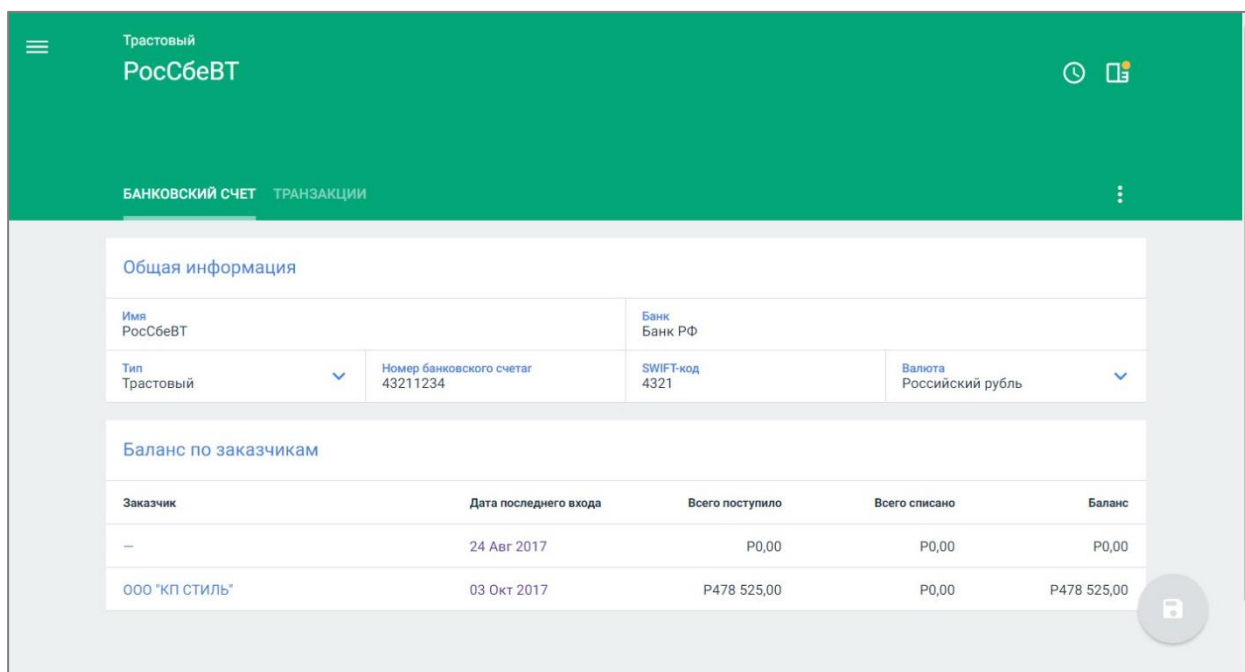 Трастовый
РосСбеВТ
БАНКОВСКИЙ СЧЕТ ТРАНЗАКЦИИ
Общая информация
Имя Банк
РосСбеВТ Банк РФ
Тип Номер банковского счетаг SWIFT-код Валюта
Трастовый 43211234 4321 Российский рубль
Баланс по заказчикам
Заказчик Дата последнего входа Всего поступило Всего списано Баланс
— 24 Авг 2017 Р0,00 Р0,00 Р0,00
ООО "КП СТИЛЬ" 03 Окт 2017 Р478 525,00 Р0,00 Р478 525,00